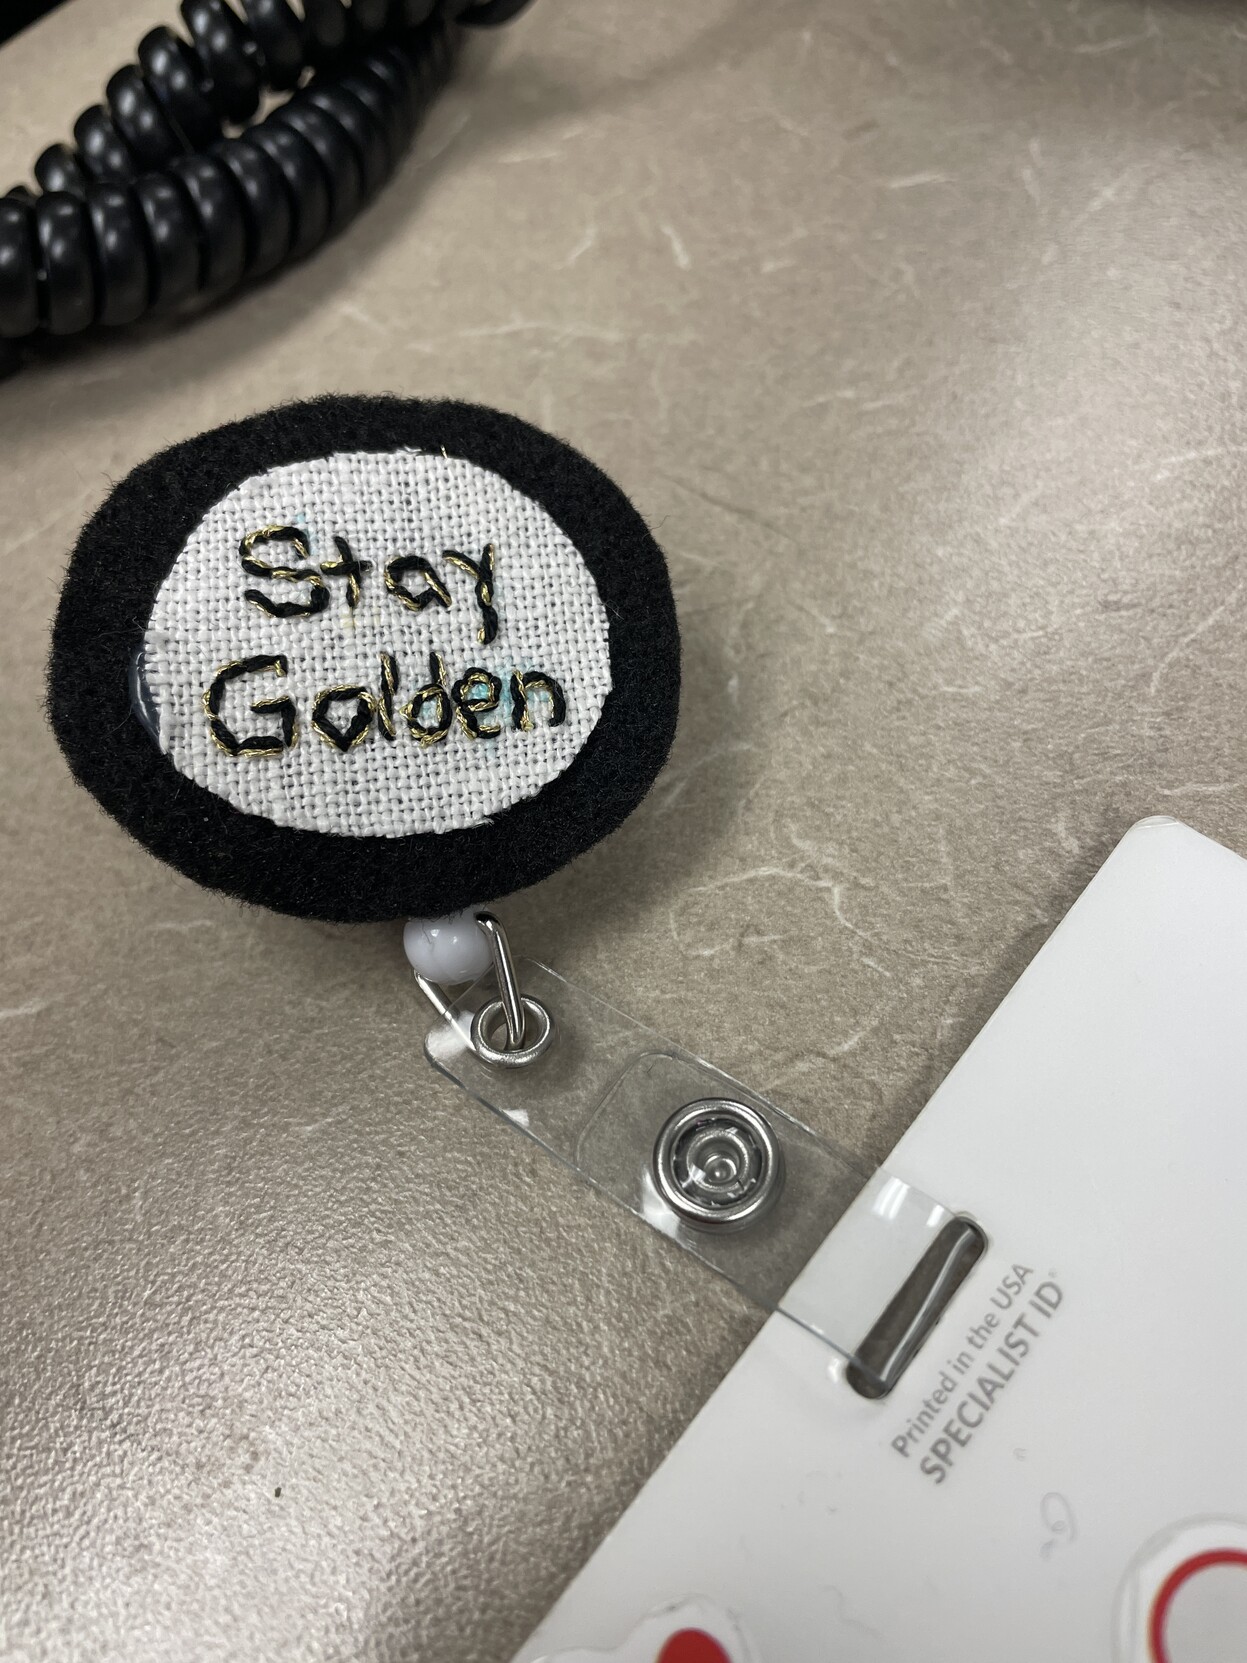 Stay
Golden
Printed in the USA
SPECIALIST ID®